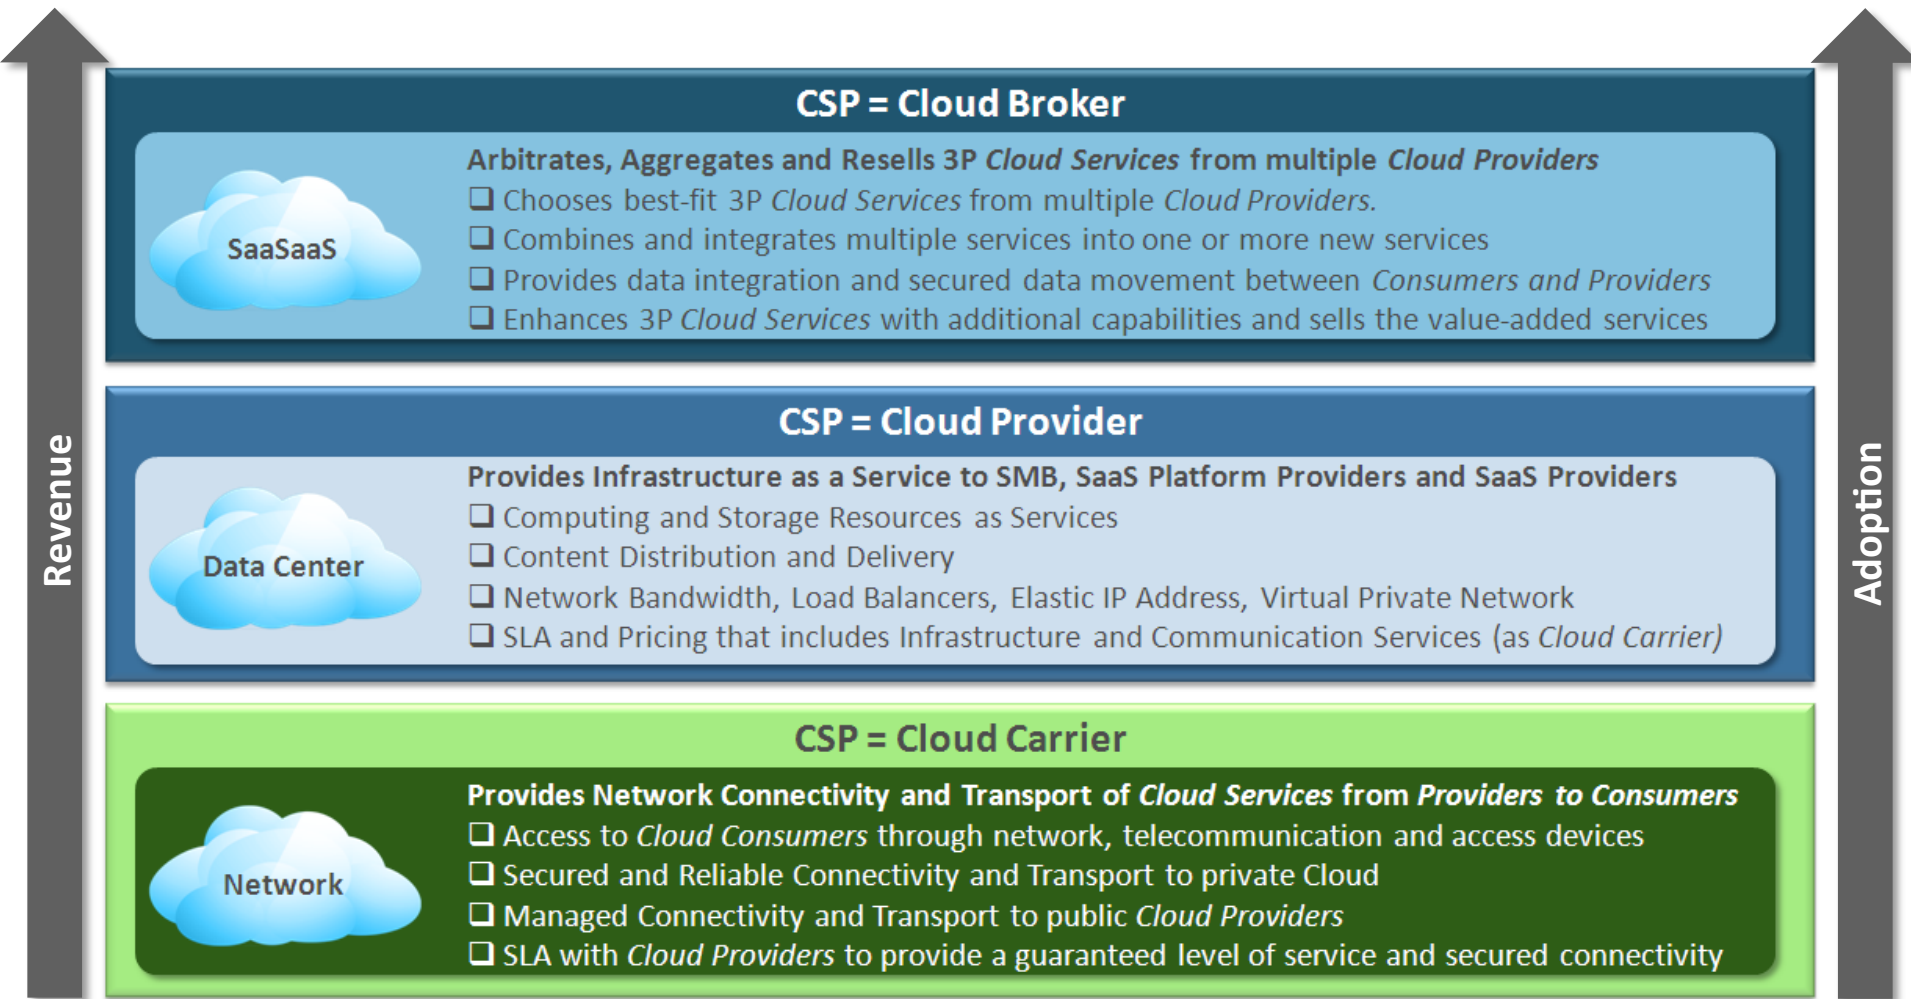 CSP = Cloud Broker
SaaSaaS
Arbitrates, Aggregates and Resells 3P Cloud Services from multiple Cloud Providers
❑ Chooses best-fit 3P Cloud Services from multiple Cloud Providers.
❑ Combines and integrates multiple services into one or more new services
❑ Provides data integration and secured data movement between Consumers and Providers
❑ Enhances 3P Cloud Services with additional capabilities and sells the value-added services
CSP = Cloud Provider
Data Center
Provides Infrastructure as a Service to SMB, SaaS Platform Providers and SaaS Providers
❑ Computing and Storage Resources as Services
❑ Content Distribution and Delivery
❑ Network Bandwidth, Load Balancers, Elastic IP Address, Virtual Private Network
❑ SLA and Pricing that includes Infrastructure and Communication Services (as Cloud Carrier)
CSP = Cloud Carrier
Network
Provides Network Connectivity and Transport of Cloud Services from Providers to Consumers
❑ Access to Cloud Consumers through network, telecommunication and access devices
❑ Secured and Reliable Connectivity and Transport to private Cloud
❑ Managed Connectivity and Transport to public Cloud Providers
❑ SLA with Cloud Providers to provide a guaranteed level of service and secured connectivity
Revenue
Adoption